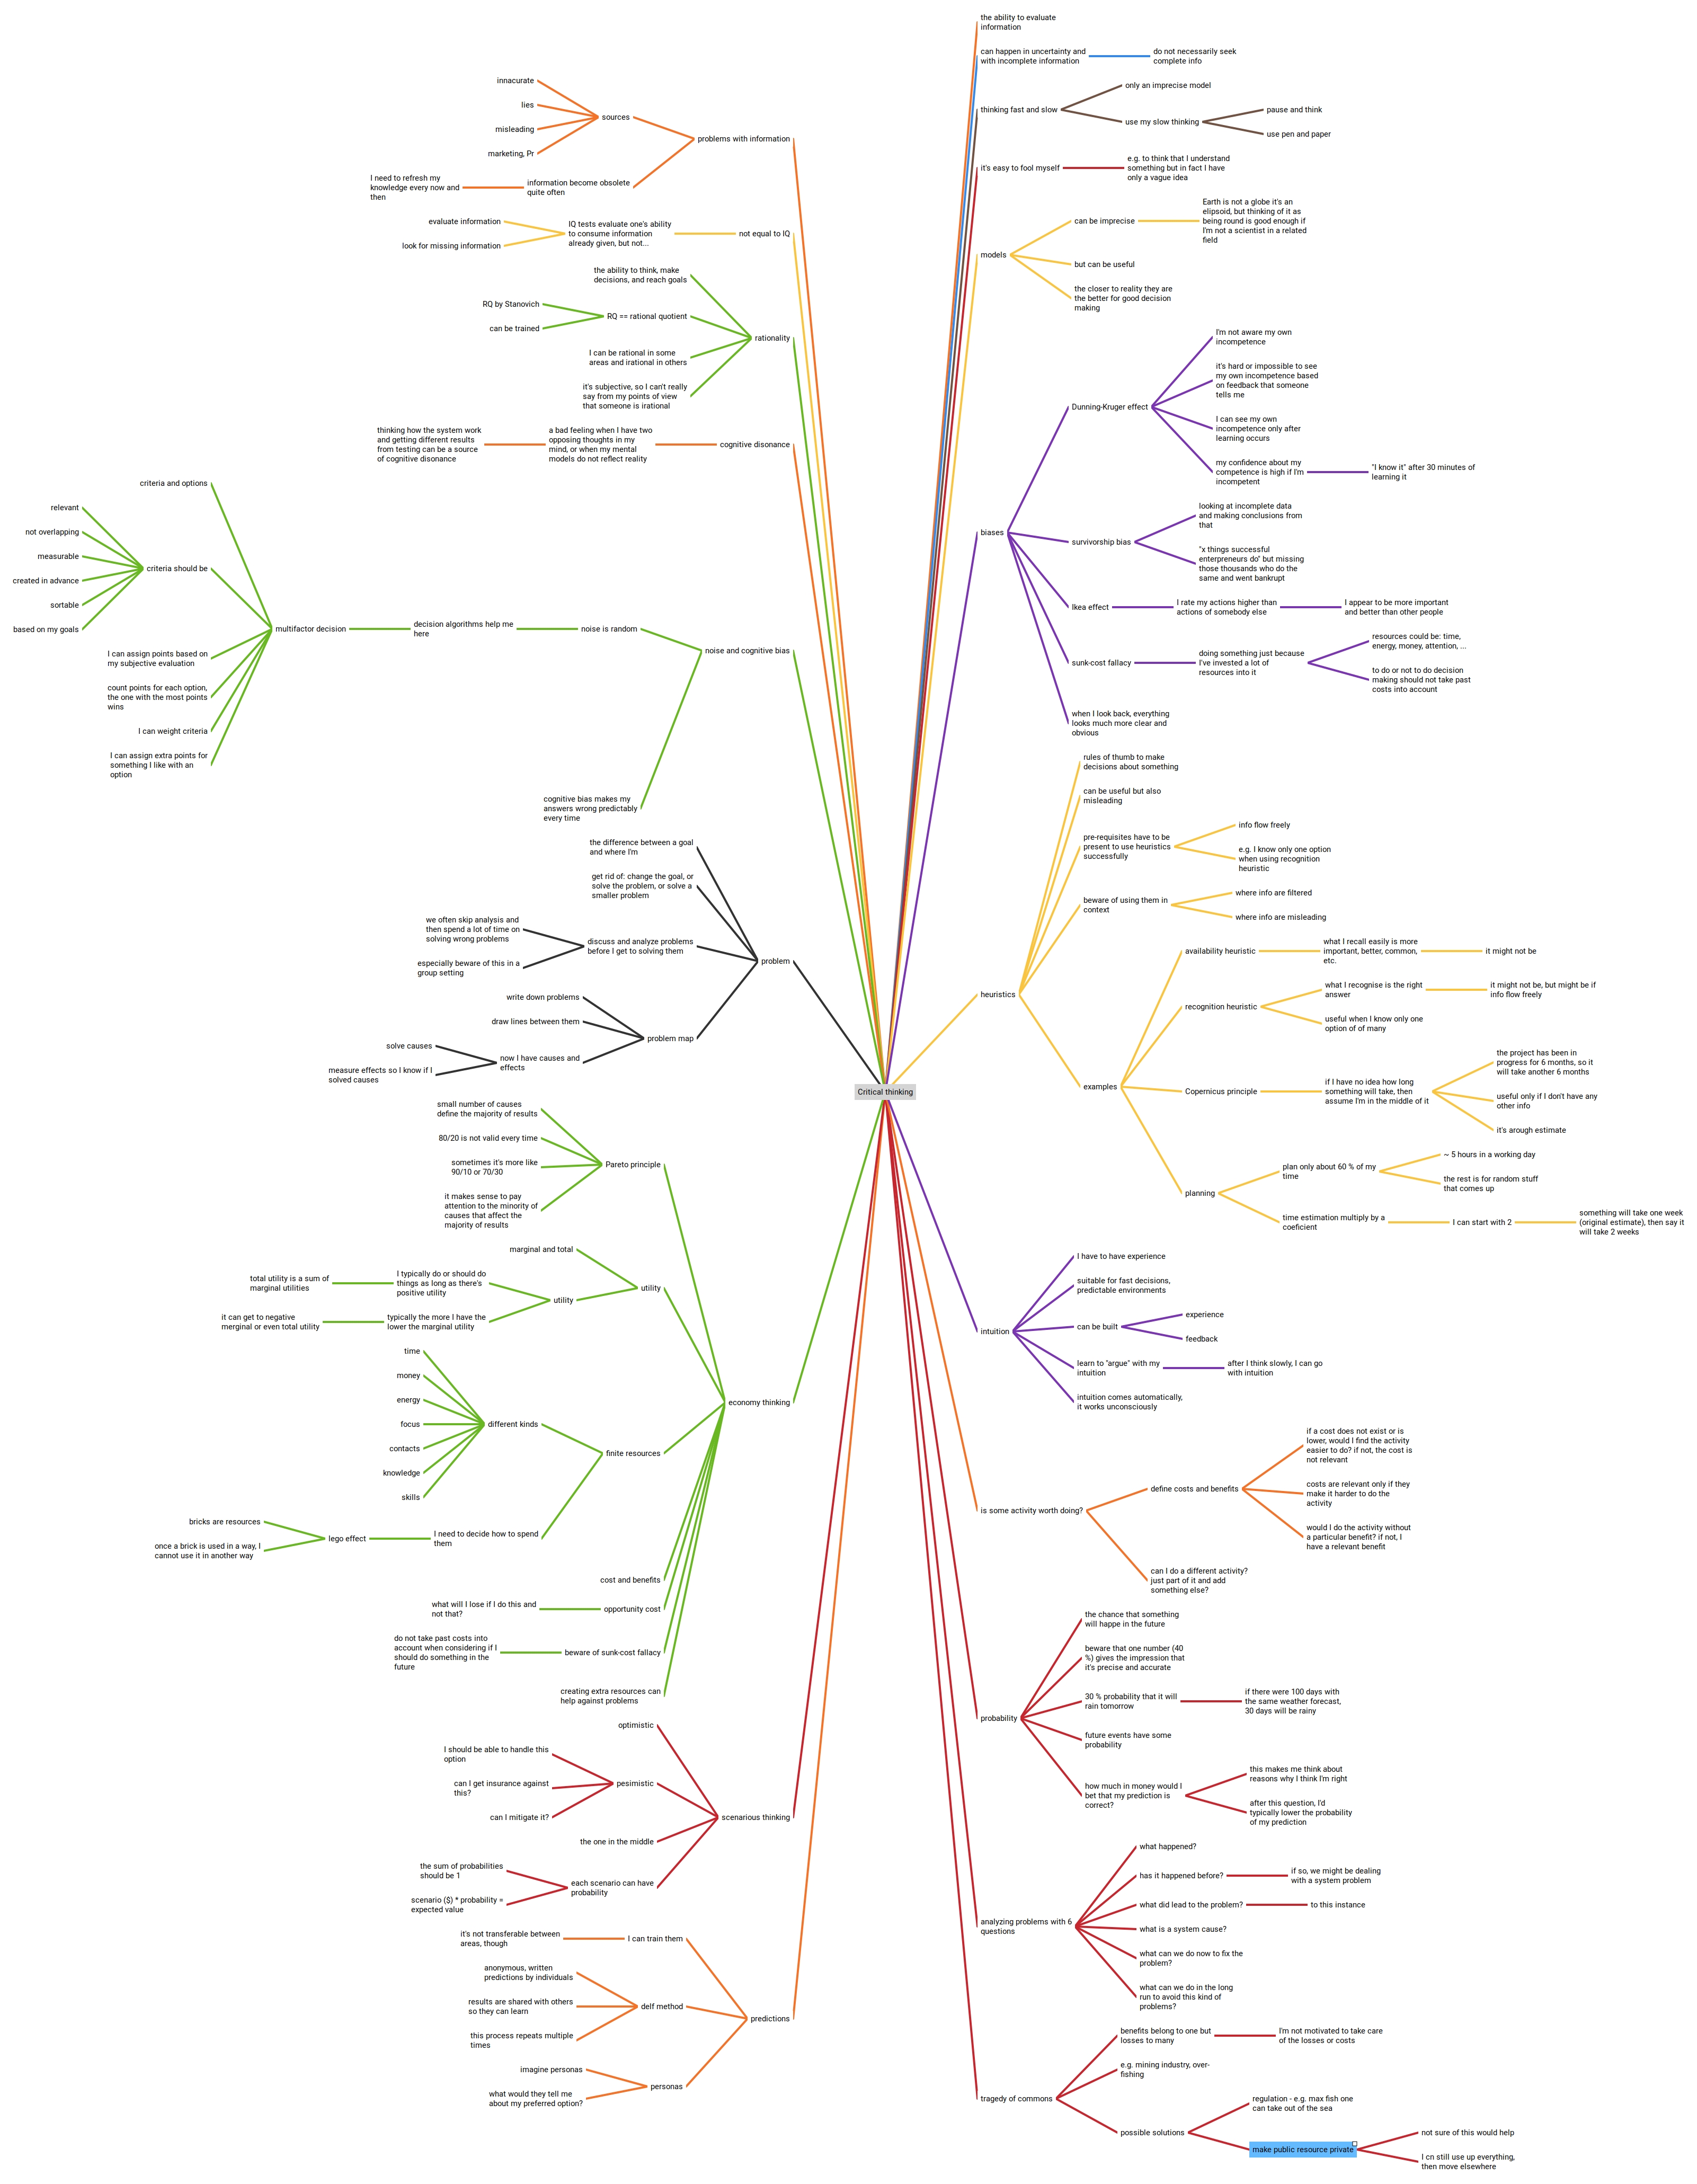 Critical thinking
the ability to evaluate
information
can happen in uncertainty and
with incomplete information
do not necessarily seek
complete info
thinking fast and slow
only an imprecise model
use my slow thinking
pause and think
use pen and paper
it's easy to fool myself
e.g. to think that I understand
something but in fact I have
only a vague idea
models
can be imprecise
Earth is not a globe it's an
elipsoid, but thinking of it as
being round is good enough if
I'm not a scientist in a related
field
but can be useful
the closer to reality they are
the better for good decision
making
biases
Dunning-Kruger effect
I'm not aware my own
incompetence
it's hard or impossible to see
my own incompetence based
on feedback that someone
tells me
I can see my own
incompetence only after
learning occurs
my confidence about my
competence is high if I'm
incompetent
"I know it" after 30 minutes of
learning it
survivorship bias
looking at incomplete data
and making conclusions from
that
"x things successful
enterpreneurs do" but missing
those thousands who do the
same and went bankrupt
Ikea effect
I rate my actions higher than
actions of somebody else
I appear to be more important
and better than other people
sunk-cost fallacy
doing something just because
I've invested a lot of
resources into it
resources could be: time,
energy, money, attention, ...
to do or not to do decision
making should not take past
costs into account
when I look back, everything
looks much more clear and
obvious
heuristics
rules of thumb to make
decisions about something
can be useful but also
misleading
pre-requisites have to be
present to use heuristics
successfully
info flow freely
e.g. I know only one option
when using recognition
heuristic
beware of using them in
context
where info are filtered
where info are misleading
examples
availability heuristic
what I recall easily is more
important, better, common,
etc.
it might not be
recognition heuristic
what I recognise is the right
answer
it might not be, but might be if
info flow freely
useful when I know only one
option of of many
Copernicus principle
if I have no idea how long
something will take, then
assume I'm in the middle of it
the project has been in
progress for 6 months, so it
will take another 6 months
useful only if I don't have any
other info
it's arough estimate
planning
plan only about 60 % of my
time
~ 5 hours in a working day
the rest is for random stuff
that comes up
time estimation multiply by a
coeficient
I can start with 2
something will take one week
(original estimate), then say it
will take 2 weeks
intuition
I have to have experience
suitable for fast decisions,
predictable environments
can be built
experience
feedback
learn to "argue" with my
intuition
after I think slowly, I can go
with intuition
intuition comes automatically,
it works unconsciously
is some activity worth doing?
define costs and benefits
if a cost does not exist or is
lower, would I find the activity
easier to do? if not, the cost is
not relevant
costs are relevant only if they
make it harder to do the
activity
would I do the activity without
a particular benefit? if not, I
have a relevant benefit
can I do a different activity?
just part of it and add
something else?
probability
the chance that something
will happe in the future
beware that one number (40
%) gives the impression that
it's precise and accurate
30 % probability that it will
rain tomorrow
if there were 100 days with
the same weather forecast,
30 days will be rainy
future events have some
probability
how much in money would I
bet that my prediction is
correct?
this makes me think about
reasons why I think I'm right
after this question, I'd
typically lower the probability
of my prediction
analyzing problems with 6
questions
what happened?
has it happened before?
if so, we might be dealing
with a system problem
what did lead to the problem?
to this instance
what is a system cause?
what can we do now to fix the
problem?
what can we do in the long
run to avoid this kind of
problems?
tragedy of commons
benefits belong to one but
losses to many
I'm not motivated to take care
of the losses or costs
e.g. mining industry, over-
fishing
possible solutions
regulation - e.g. max fish one
can take out of the sea
make public resource private
not sure of this would help
I cn still use up everything,
then move elsewhere
problems with information
sources
innacurate
lies
misleading
marketing, Pr
information become obsolete
quite often
I need to refresh my
knowledge every now and
then
not equal to IQ
IQ tests evaluate one's ability
to consume information
already given, but not...
evaluate information
look for missing information
rationality
the ability to think, make
decisions, and reach goals
RQ == rational quotient
RQ by Stanovich
can be trained
I can be rational in some
areas and irational in others
it's subjective, so I can't really
say from my points of view
that someone is irational
cognitive disonance
a bad feeling when I have two
opposing thoughts in my
mind, or when my mental
models do not reflect reality
thinking how the system work
and getting different results
from testing can be a source
of cognitive disonance
noise and cognitive bias
noise is random
decision algorithms help me
here
multifactor decision
criteria and options
criteria should be
relevant
not overlapping
measurable
created in advance
sortable
based on my goals
I can assign points based on
my subjective evaluation
count points for each option,
the one with the most points
wins
I can weight criteria
I can assign extra points for
something I like with an
option
cognitive bias makes my
answers wrong predictably
every time
problem
the difference between a goal
and where I'm
get rid of: change the goal, or
solve the problem, or solve a
smaller problem
discuss and analyze problems
before I get to solving them
we often skip analysis and
then spend a lot of time on
solving wrong problems
especially beware of this in a
group setting
problem map
write down problems
draw lines between them
now I have causes and
effects
solve causes
measure effects so I know if I
solved causes
economy thinking
Pareto principle
small number of causes
define the majority of results
80/20 is not valid every time
sometimes it's more like
90/10 or 70/30
it makes sense to pay
attention to the minority of
causes that affect the
majority of results
utility
marginal and total
utility
I typically do or should do
things as long as there's
positive utility
total utility is a sum of
marginal utilities
typically the more I have the
lower the marginal utility
it can get to negative
merginal or even total utility
finite resources
different kinds
time
money
energy
focus
contacts
knowledge
skills
I need to decide how to spend
them
lego effect
bricks are resources
once a brick is used in a way, I
cannot use it in another way
cost and benefits
opportunity cost
what will I lose if I do this and
not that?
beware of sunk-cost fallacy
do not take past costs into
account when considering if I
should do something in the
future
creating extra resources can
help against problems
scenarious thinking
optimistic
pesimistic
I should be able to handle this
option
can I get insurance against
this?
can I mitigate it?
the one in the middle
each scenario can have
probability
the sum of probabilities
should be 1
scenario ($) * probability =
expected value
predictions
I can train them
it's not transferable between
areas, though
delf method
anonymous, written
predictions by individuals
results are shared with others
so they can learn
this process repeats multiple
times
personas
imagine personas
what would they tell me
about my preferred option?